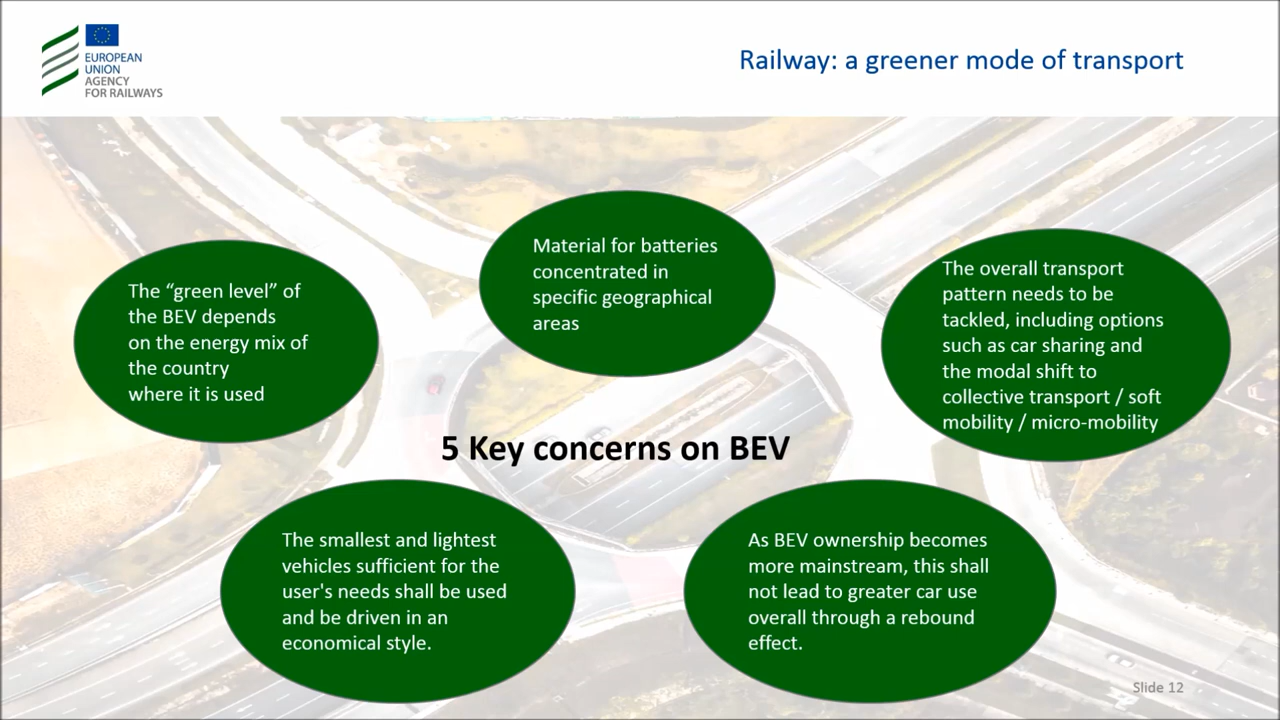 EUROPEAN
UNION
AGENCY
FOR RAILWAYS
Railway: a greener mode of transport
The “green level” of
the BEV depends
on the energy mix of
the country
where it is used
Material for batteries
concentrated in
specific geographical
areas
The overall transport
pattern needs to be
tackled, including options
such as car sharing and
the modal shift to
collective transport / soft
mobility / micro-mobility
5 Key concerns on BEV
The smallest and lightest
vehicles sufficient for the
user's needs shall be used
and be driven in an
economical style.
As BEV ownership becomes
more mainstream, this shall
not lead to greater car use
overall through a rebound
effect.
Slide 12